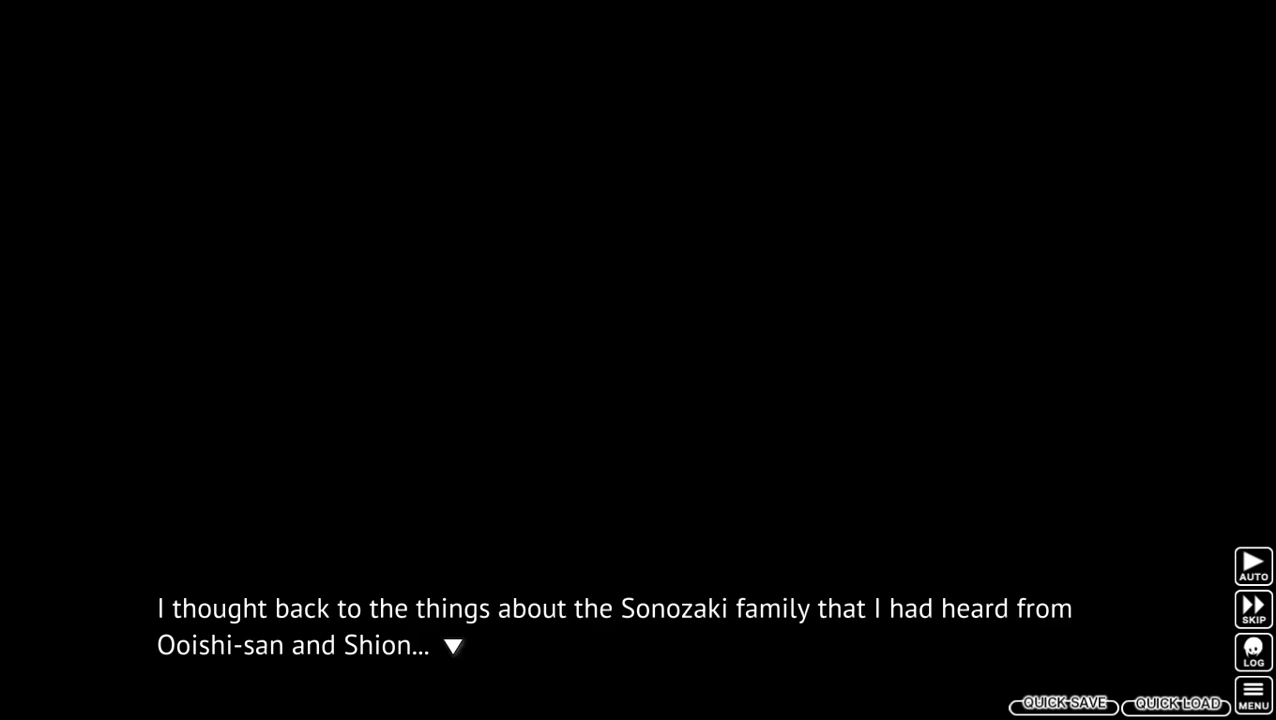 I thought back to the things about the Sonozaki family that I had heard from
Ooishi-san and Shion...
AUTO
SKIP
LOG
MENU
QUICK SAVE
QUICK LOAD